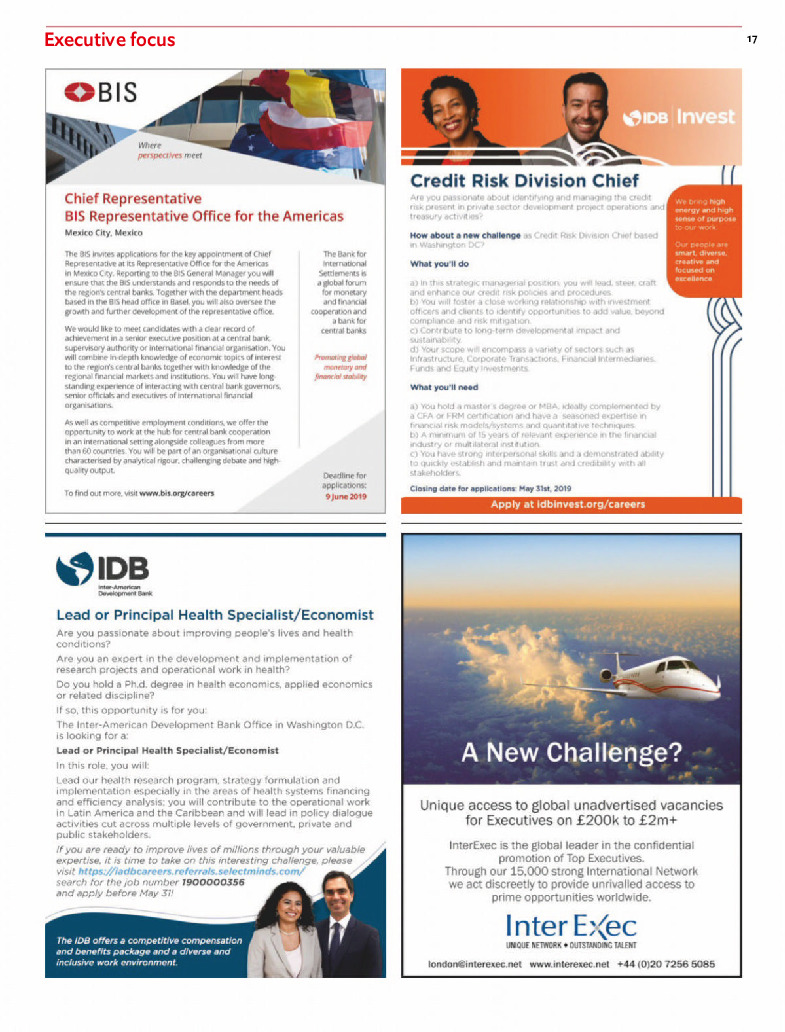 Executive focus
17
BIS
Where
perspectives meet
Chief Representative
BIS Representative Office for the Americas
Mexico City, Mexico
The BIS invites applications for the key appointment of Chief
Representative at its Representative Office for the Americas
in Mexico City. Reporting to the BIS General Manager you will
ensure that the BIS understands and responds to the needs of
the region's central banks. Together with the department heads
based in the BIS head office in Basel, you will also oversee the
growth and further development of the representative office.
We would like to meet candidates with a clear record of
achievement in a senior executive position at a central bank,
supervisory authority or international financial organisation. You
will combine in-depth knowledge of economic topics of interest
to the region's central banks together with knowledge of the
regional financial markets and institutions. You will have long-
standing experience of interacting with central bank governors,
senior officials and executives of international financial
organisations.
As well as competitive employment conditions, we offer the
opportunity to work at the hub for central bank cooperation
in an international setting alongside colleagues from more
than 60 countries. You will be part of an organisational culture
characterised by analytical rigour, challenging debate and high-
quality output.
To find out more, visit www.bis.org/careers
The Bank for
International
Settlements is
a global forum
for monetary
and financial
cooperation and
a bank for
central banks
Promoting global
monetary and
financial stability
Deadline for
applications:
9 June 2019
IDB Invest
Credit Risk Division Chief
Are you passionate about identifying and managing the credit
risk present in private sector development project operations and
treasury activities?
How about a new challenge as Credit Risk Division Chief based
in Washington DC?
What you'll do
a) In this strategic managerial position, you will lead, steer, craft
and enhance our credit risk policies and procedures.
b) You will foster a close working relationship with investment
officers and clients to identify opportunities to add value, beyond
compliance and risk mitigation.
c) Contribute to long-term developmental impact and
sustainability.
d) Your scope will encompass a variety of sectors such as
Infrastructure, Corporate Transactions, Financial Intermediaries,
Funds and Equity Investments.
What you'll need
a) You hold a master's degree or MBA, ideally complemented by
a CFA or FRM certification and have a seasoned expertise in
financial risk models/systems and quantitative techniques.
b) A minimum of 15 years of relevant experience in the financial
industry or multilateral institution.
c) You have strong interpersonal skills and a demonstrated ability
to quickly establish and maintain trust and credibility with all
stakeholders.
Closing date for applications: May 31st, 2019
Apply at idbinvest.org/careers
We bring high
energy and high
sense of purpose
to our work.
Our people are
smart, diverse,
creative and
focused on
excellence.
IDB
Inter-American
Development Bank
Lead or Principal Health Specialist/Economist
Are you passionate about improving people's lives and health
conditions?
Are you an expert in the development and implementation of
research projects and operational work in health?
Do you hold a Ph.d. degree in health economics, applied economics
or related discipline?
If so, this opportunity is for you:
The Inter-American Development Bank Office in Washington D.C.
is looking for a:
Lead or Principal Health Specialist/Economist
In this role, you will:
Lead our health research program, strategy formulation and
implementation especially in the areas of health systems financing
and efficiency analysis; you will contribute to the operational work
in Latin America and the Caribbean and will lead in policy dialogue
activities cut across multiple levels of government, private and
public stakeholders.
If you are ready to improve lives of millions through your valuable
expertise, it is time to take on this interesting challenge, please
visit https://iadbcareers.referrals.selectminds.com/
search for the job number 1900000356
and apply before May 31!
The IDB offers a competitive compensation
and benefits package and a diverse and
inclusive work environment.
A New Challenge?
Unique access to global unadvertised vacancies
for Executives on £200k to £2m+
InterExec is the global leader in the confidential
promotion of Top Executives.
Through our 15,000 strong International Network
we act discreetly to provide unrivalled access to
prime opportunities worldwide.
InterExec
UNIQUE NETWORK • OUTSTANDING TALENT
london@interexec.net www.interexec.net +44 (0)20 7256 5085